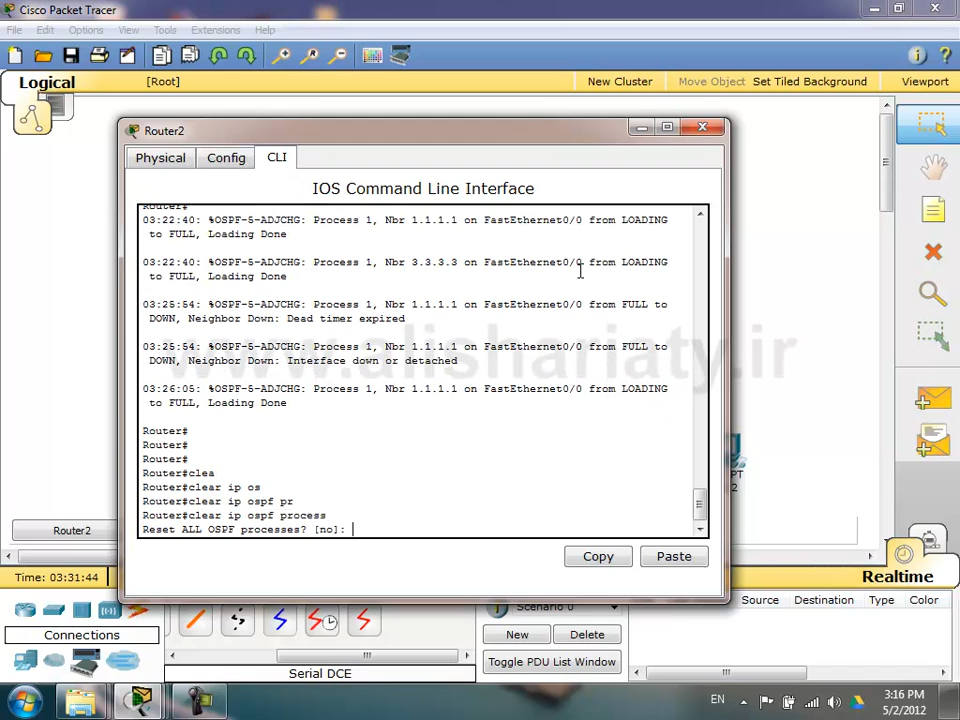 Cisco Packet Tracer
File Edit Options View Tools Extensions Help
Logical [Root] New Cluster Move Object Set Tiled Background Viewport
Router2
Physical Config CLI
IOS Command Line Interface
Router#
03:22:40: %OSPF-5-ADJCHG: Process 1, Nbr 1.1.1.1 on FastEthernet0/0 from LOADING
to FULL, Loading Done
03:22:40: %OSPF-5-ADJCHG: Process 1, Nbr 3.3.3.3 on FastEthernet0/0 from LOADING
to FULL, Loading Done
03:25:54: %OSPF-5-ADJCHG: Process 1, Nbr 1.1.1.1 on FastEthernet0/0 from FULL to
DOWN, Neighbor Down: Dead timer expired
03:25:54: %OSPF-5-ADJCHG: Process 1, Nbr 1.1.1.1 on FastEthernet0/0 from FULL to
DOWN, Neighbor Down: Interface down or detached
www.alishariaty.ir
03:26:05: %OSPF-5-ADJCHG: Process 1, Nbr 1.1.1.1 on FastEthernet0/0 from LOADING
to FULL, Loading Done
Router#
Router#
Router#
Router#clea
Router#clear ip os
Router#clear ip ospf pr
Router#clear ip ospf process
Reset ALL OSPF processes? [no]:
PT
2
Router2
Copy Paste
Time: 03:31:44 Realtime
Scenario 0 Source Destination Type Color
Connections New Delete
Toggle PDU List Window
Serial DCE
EN 3:16 PM
5/2/2012